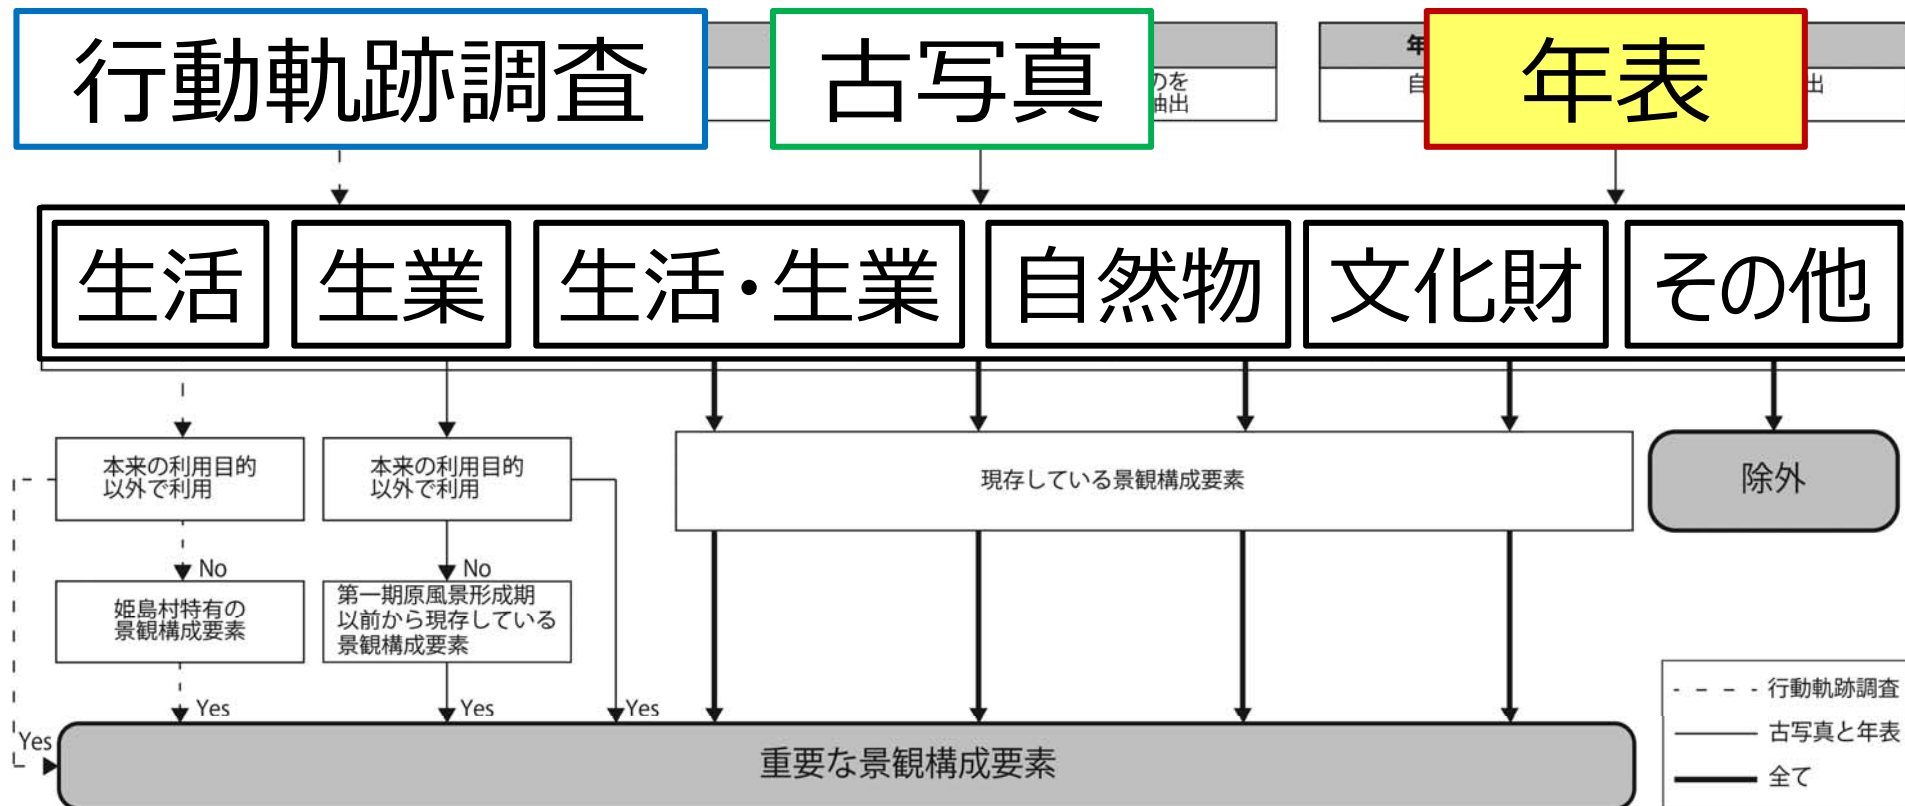 行動軌跡調査
古写真
年
年表
のを
抽出
自
出
生活
生業
生活・生業
自然物
文化財
その他
本来の利用目的
以外で利用
本来の利用目的
以外で利用
現存している景観構成要素
除外
No
No
姫島村特有の
景観構成要素
第一期原風景形成期
以前から現存している
景観構成要素
Yes
Yes
Yes
Yes
重要な景観構成要素
行動軌跡調査
古写真と年表
全て